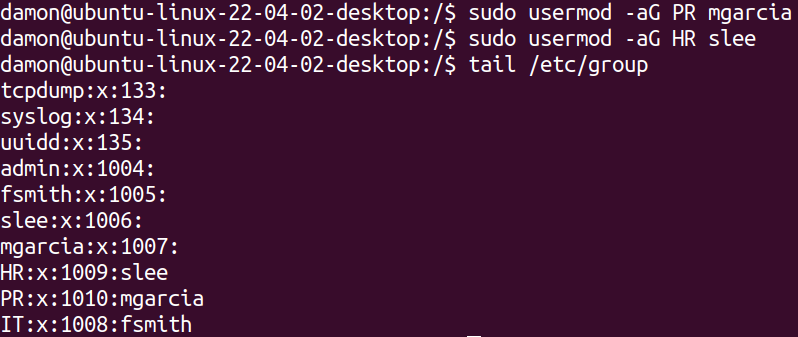 damon@ubuntu-linux-22-04-02-desktop:/$ sudo usermod -aG PR mgarcia
damon@ubuntu-linux-22-04-02-desktop:/$ sudo usermod -aG HR slee
damon@ubuntu-linux-22-04-02-desktop:/$ tail /etc/group
tcpdump:x:133:
syslog:x:134:
uuidd:x:135:
admin:x:1004:
fsmith:x:1005:
slee:x:1006:
mgarcia:x:1007:
HR:x:1009:slee
PR:x:1010:mgarcia
IT:x:1008:fsmith